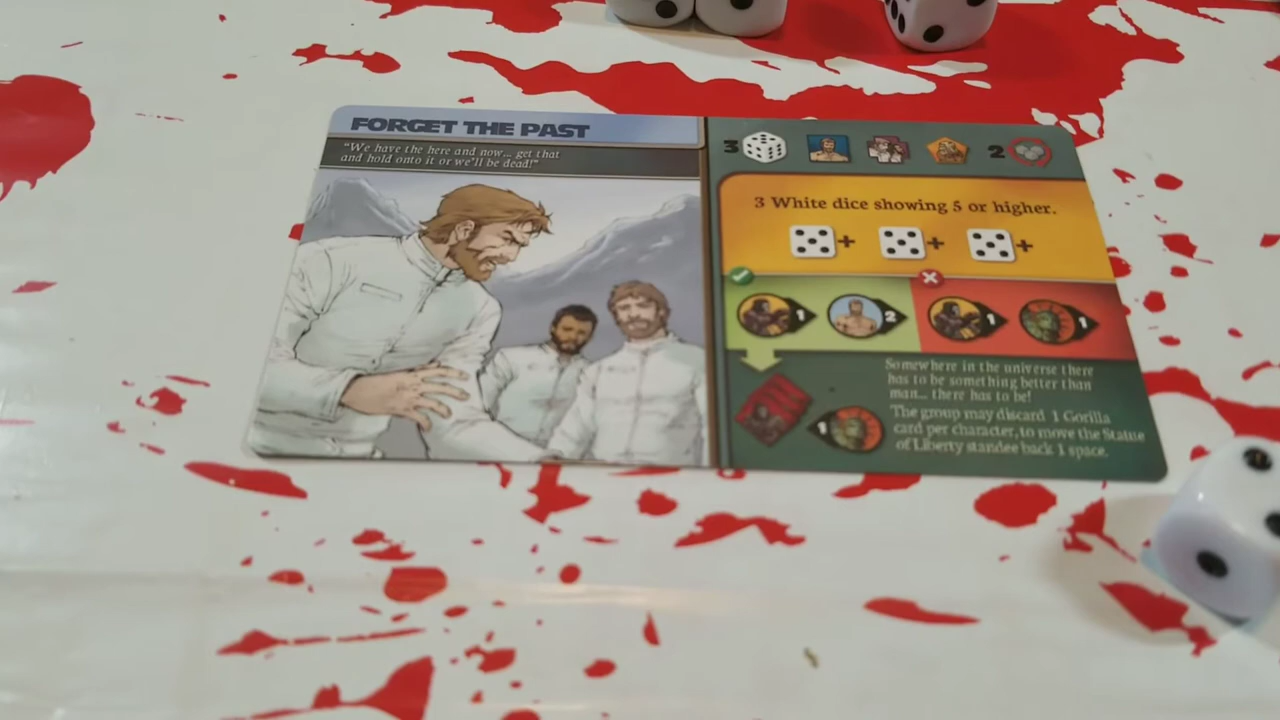 FORGET THE PAST
"We have the here and now... get that
and hold onto it or we'll be dead!"
3
2
3 White dice showing 5 or higher.
+ + +
1 2 1 1
Somewhere in the universe there
has to be something better than
man... there has to be!
1
The group may discard 1 Gorilla
card per character, to move the Statue
of Liberty standee back 1 space.